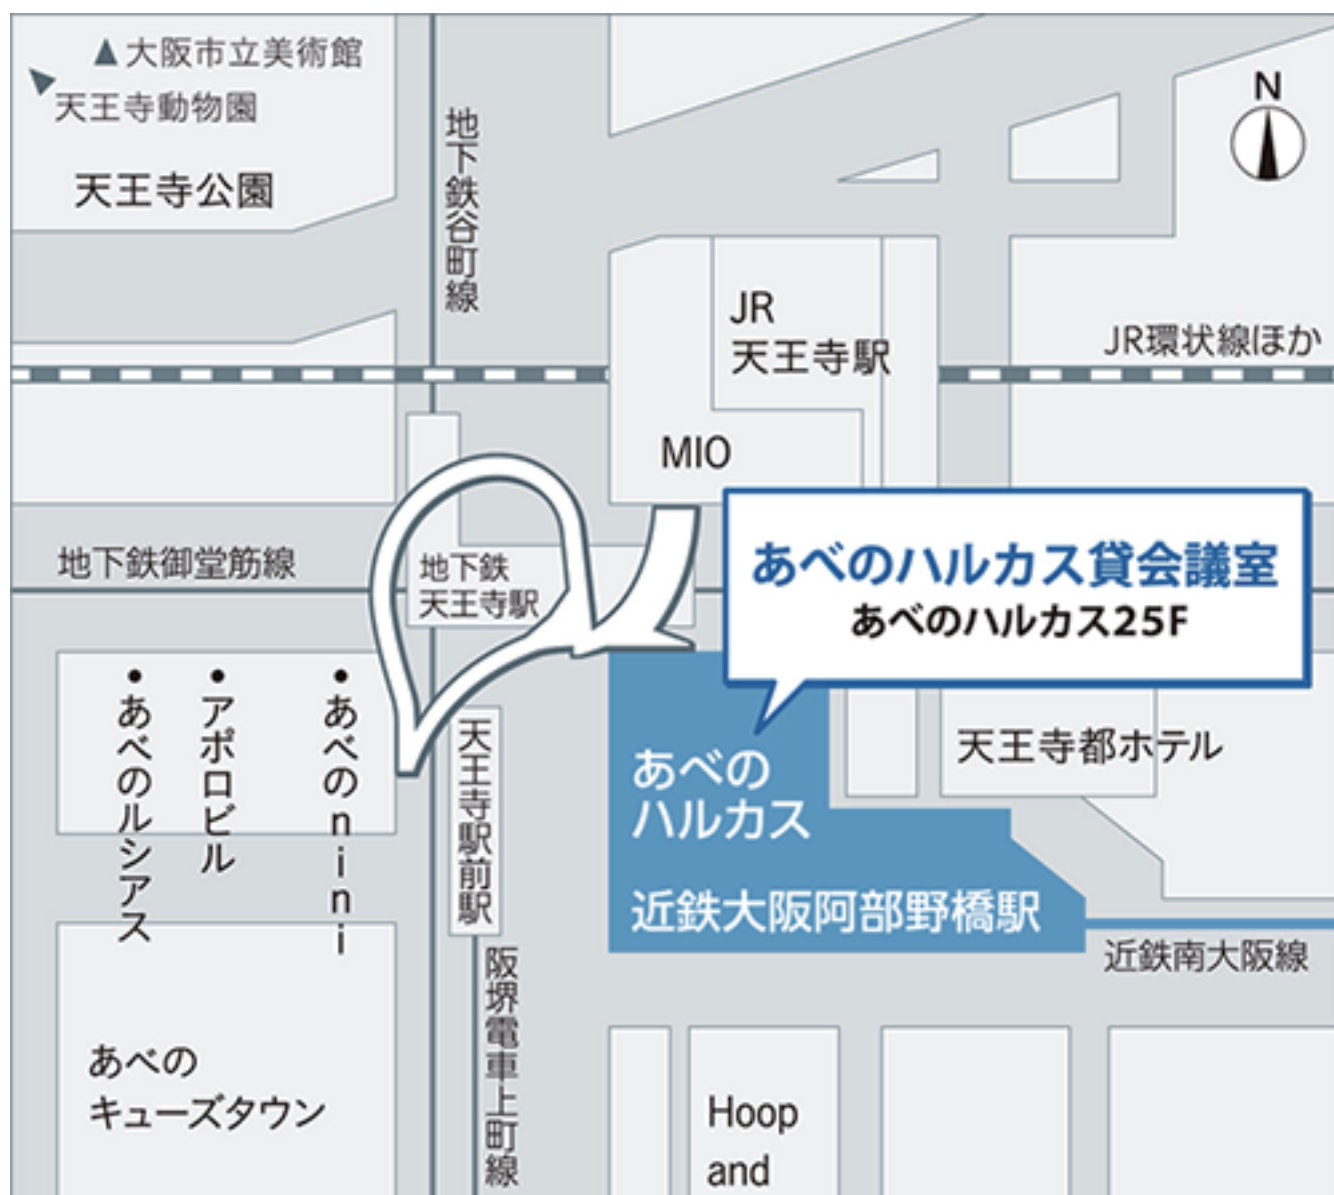 大阪市立美術館
天王寺動物園
天王寺公園
地下鉄谷町線
N
JR
天王寺駅
JR環状線ほか
MIO
地下鉄御堂筋線
地下鉄
天王寺駅
あべのハルカス貸会議室
あべのハルカス25F
•あべのルシアス
•アポロビル
•あべのnini
天王寺駅前駅
あべの
ハルカス
近鉄大阪阿部野橋駅
天王寺都ホテル
近鉄南大阪線
阪堺電車上町線
あべの
キューズタウン
Hoop
and